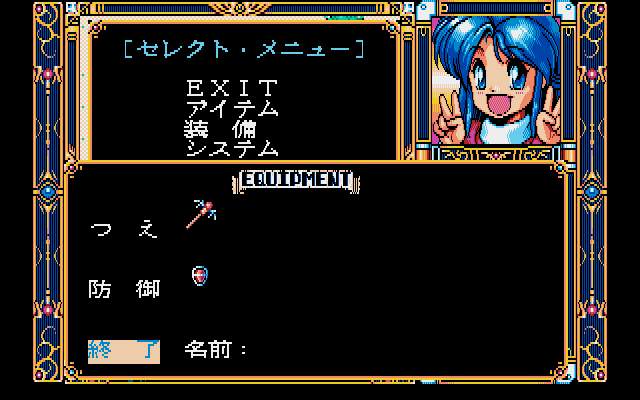 [セレクト・メニュー]
ＥＸＩＴ
アイテム
装　備
システム
EQUIPMENT
つ　え
防　御
終　了　名前：